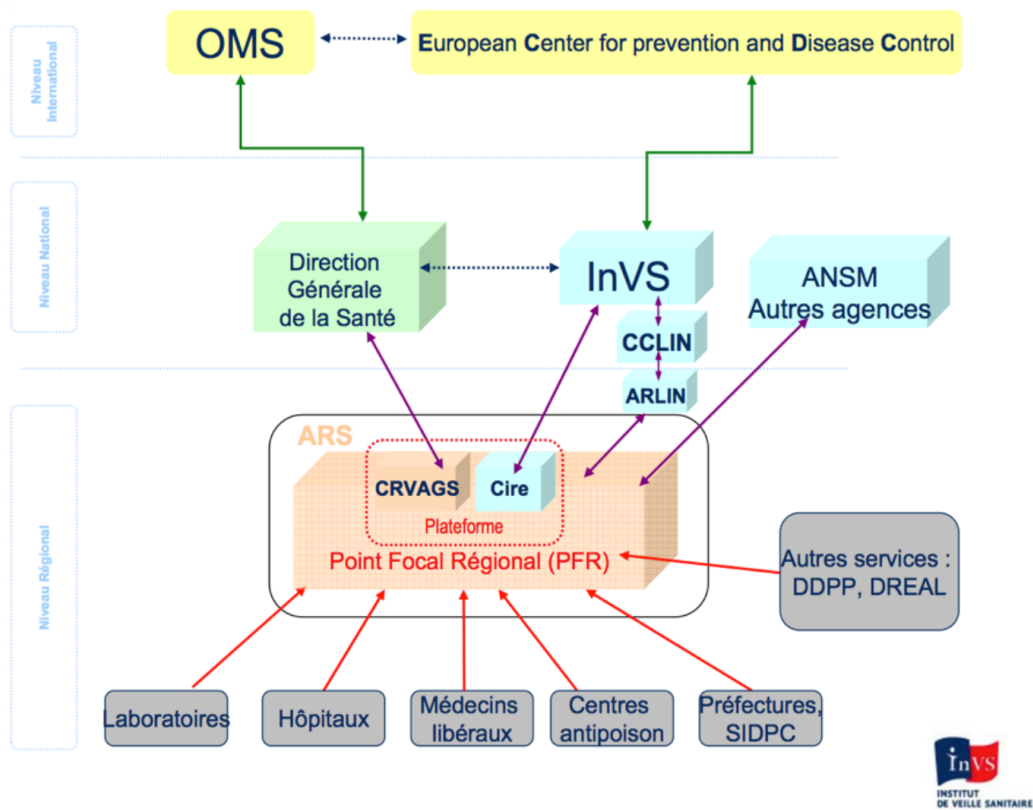 OMS
European Center for prevention and Disease Control
Niveau
International
Niveau National
Direction
Générale
de la Santé
InVS
ANSM
Autres agences
CCLIN
ARLIN
Niveau Régional
ARS
CRVAGS
Cire
Plateforme
Point Focal Régional (PFR)
Autres services :
DDPP, DREAL
Laboratoires
Hôpitaux
Médecins
libéraux
Centres
antipoison
Préfectures,
SIDPC
InVS
INSTITUT
DE VEILLE SANITAIRE